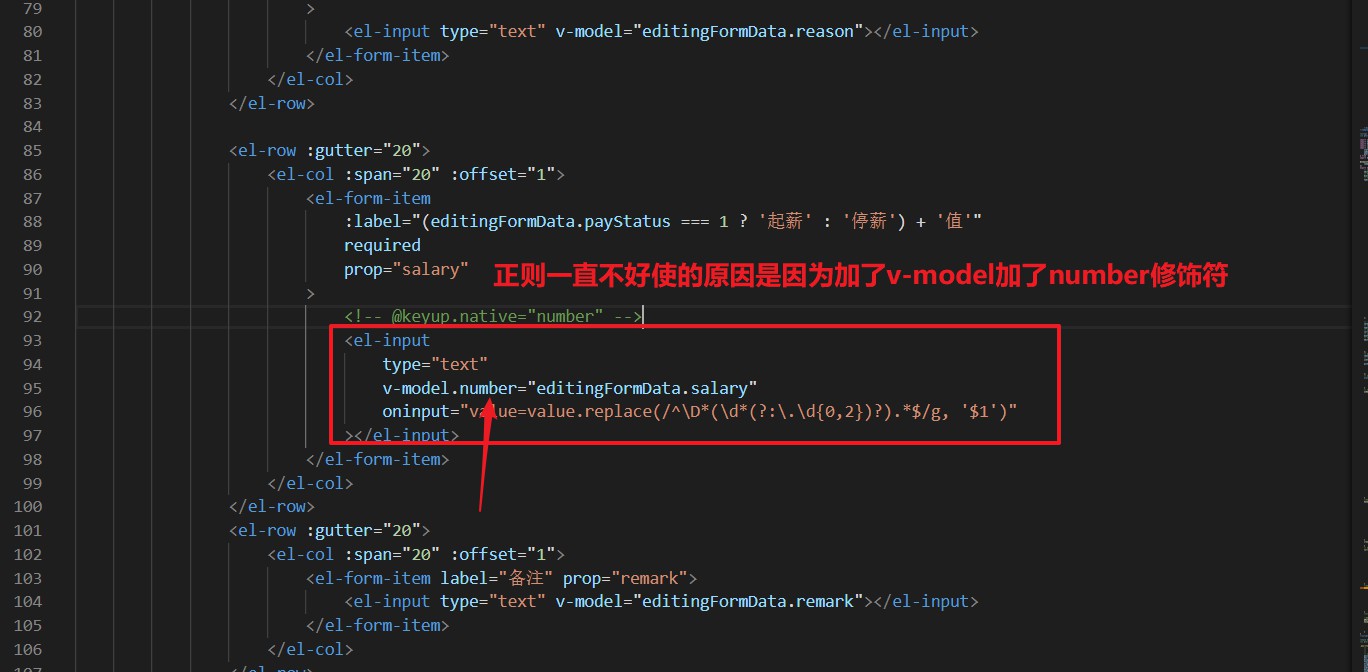 79 >
80 <el-input type="text" v-model="editingFormData.reason"></el-input>
81 </el-form-item>
82 </el-col>
83 </el-row>
84
85 <el-row :gutter="20">
86 <el-col :span="20" :offset="1">
87 <el-form-item
88 :label="(editingFormData.payStatus === 1 ? '起薪' : '停薪') + '值'"
89 required
90 prop="salary"
正则一直不好使的原因是因为加了v-model加了number修饰符
91 >
92 <!-- @keyup.native="number" -->
93 <el-input
94 type="text"
95 v-model.number="editingFormData.salary"
96 oninput="value=value.replace(/^\D*(\d*(?:\.\d{0,2})?).*$/g, '$1')"
97 ></el-input>
98 </el-form-item>
99 </el-col>
100 </el-row>
101 <el-row :gutter="20">
102 <el-col :span="20" :offset="1">
103 <el-form-item label="备注" prop="remark">
104 <el-input type="text" v-model="editingFormData.remark"></el-input>
105 </el-form-item>
106 </el-col>
107 </el-row>